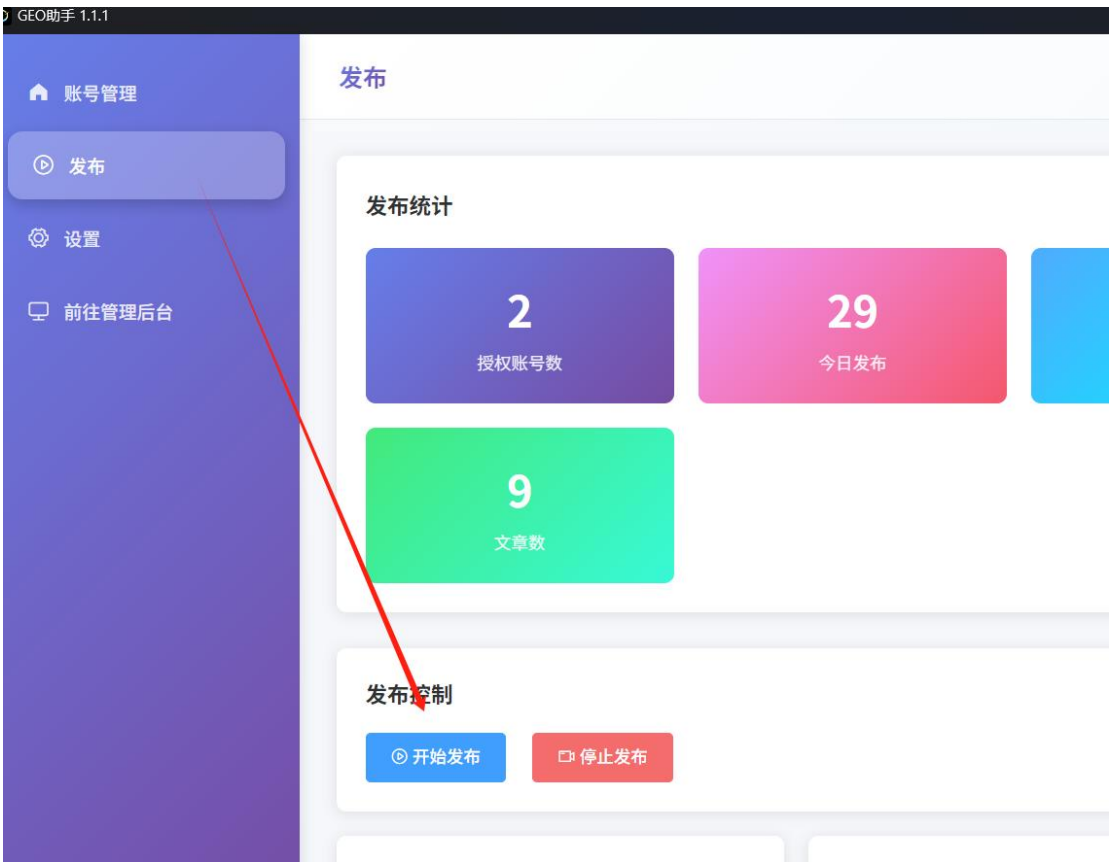 GEO助手 1.1.1
账号管理
发布
设置
前往管理后台
发布
发布统计
2
授权账号数
29
今日发布
9
文章数
发布控制
开始发布
停止发布